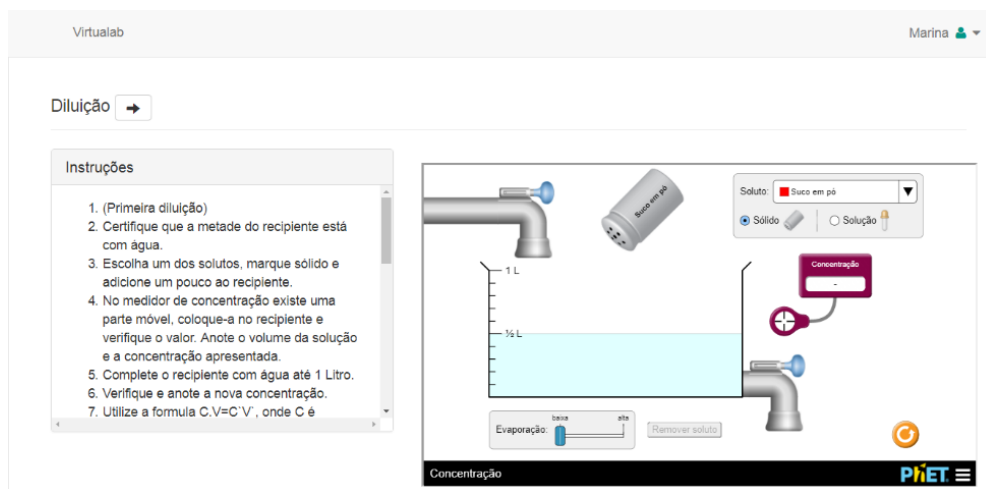 Virtualab
Marina
Diluição
Instruções
1. (Primeira diluição)
2. Certifique que a metade do recipiente está
com água.
3. Escolha um dos solutos, marque sólido e
adicione um pouco ao recipiente.
4. No medidor de concentração existe uma
parte móvel, coloque-a no recipiente e
verifique o valor. Anote o volume da solução
e a concentração apresentada.
5. Complete o recipiente com água até 1 Litro.
6. Verifique e anote a nova concentração.
7. Utilize a formula C.V=C`V`, onde C é
Suco em pó
Soluto: Suco em pó
Sólido Solução
Concentração
-
1 L
½ L
Evaporação: baixa alta
Remover soluto
Concentração
PhET